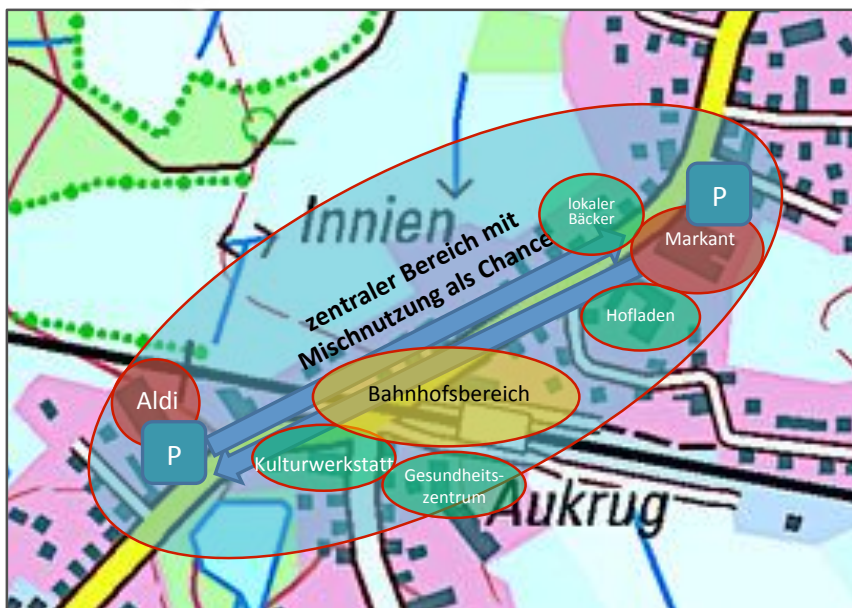 Innien
zentraler Bereich mit
Mischnutzung als Chance
lokaler
Bäcker
P
Markant
Hofladen
Aldi
P
Bahnhofsbereich
Kulturwerkstatt
Gesundheits-
zentrum
Aukrug